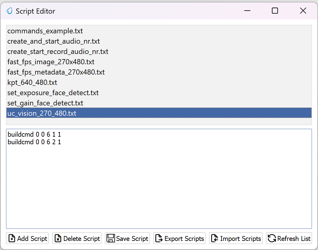 Script Editor
commands_example.txt
create_and_start_audio_nr.txt
create_start_record_audio_nr.txt
fast_fps_image_270x480.txt
fast_fps_metadata_270x480.txt
kpt_640_480.txt
set_exposure_face_detect.txt
set_gain_face_detect.txt
uc_vision_270_480.txt
buildcmd 0 0 6 1 1
buildcmd 0 0 6 2 1
Add Script Delete Script Save Script Export Scripts Import Scripts Refresh List